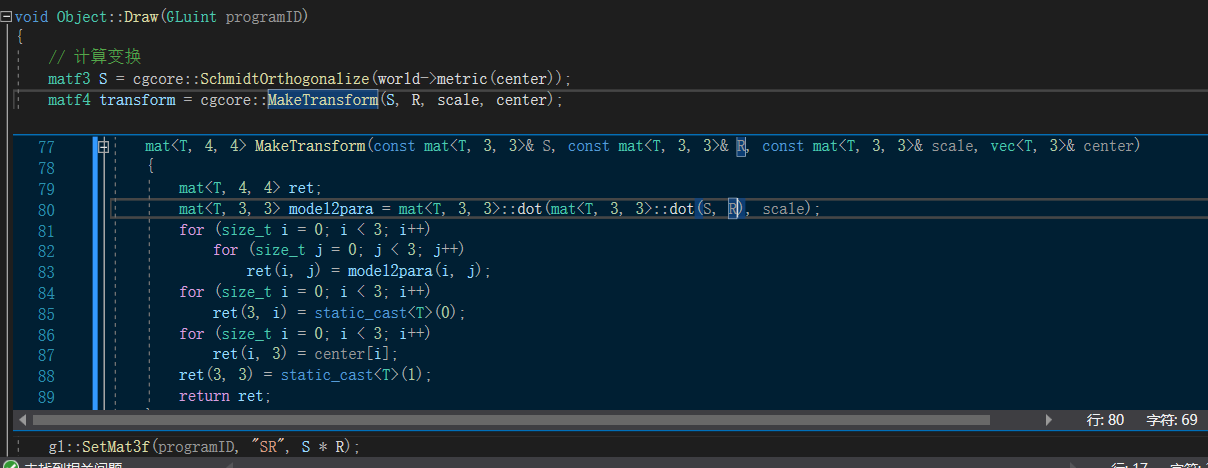 void Object::Draw(GLuint programID)
{
// 计算变换
matf3 S = cgcore::SchmidtOrthogonalize(world->metric(center));
matf4 transform = cgcore::MakeTransform(S, R, scale, center);
77 mat<T, 4, 4> MakeTransform(const mat<T, 3, 3>& S, const mat<T, 3, 3>& R, const mat<T, 3, 3>& scale, vec<T, 3>& center)
78 {
79 mat<T, 4, 4> ret;
80 mat<T, 3, 3> model2para = mat<T, 3, 3>::dot(mat<T, 3, 3>::dot(S, R), scale);
81 for (size_t i = 0; i < 3; i++)
82 for (size_t j = 0; j < 3; j++)
83 ret(i, j) = model2para(i, j);
84 for (size_t i = 0; i < 3; i++)
85 ret(3, i) = static_cast<T>(0);
86 for (size_t i = 0; i < 3; i++)
87 ret(i, 3) = center[i];
88 ret(3, 3) = static_cast<T>(1);
89 return ret;
行: 80 字符: 69
gl::SetMat3f(programID, "SR", S * R);
未找到相关问题 行: 17 字符: